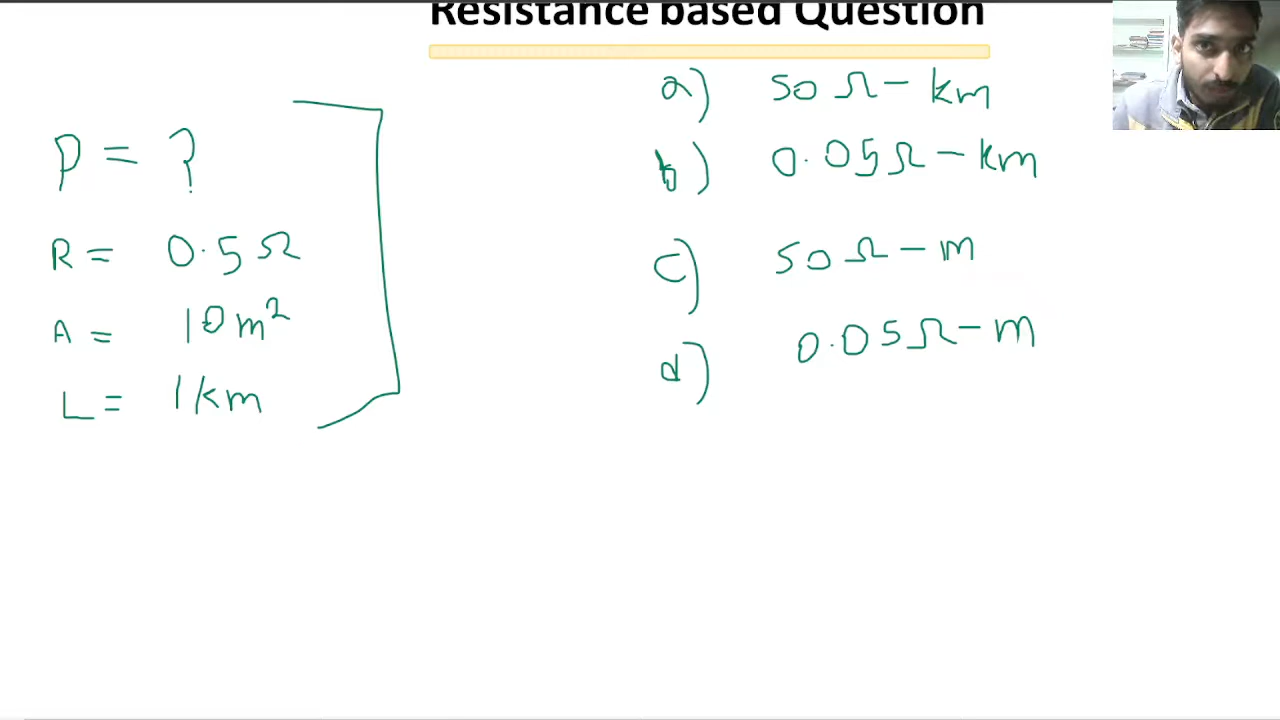 Resistance based Question
ρ = ?
R = 0.5 Ω
A = 10 m²
L = 1 km
a) 50 Ω - km
b) 0.05 Ω - km
c) 50 Ω - m
d) 0.05 Ω - m